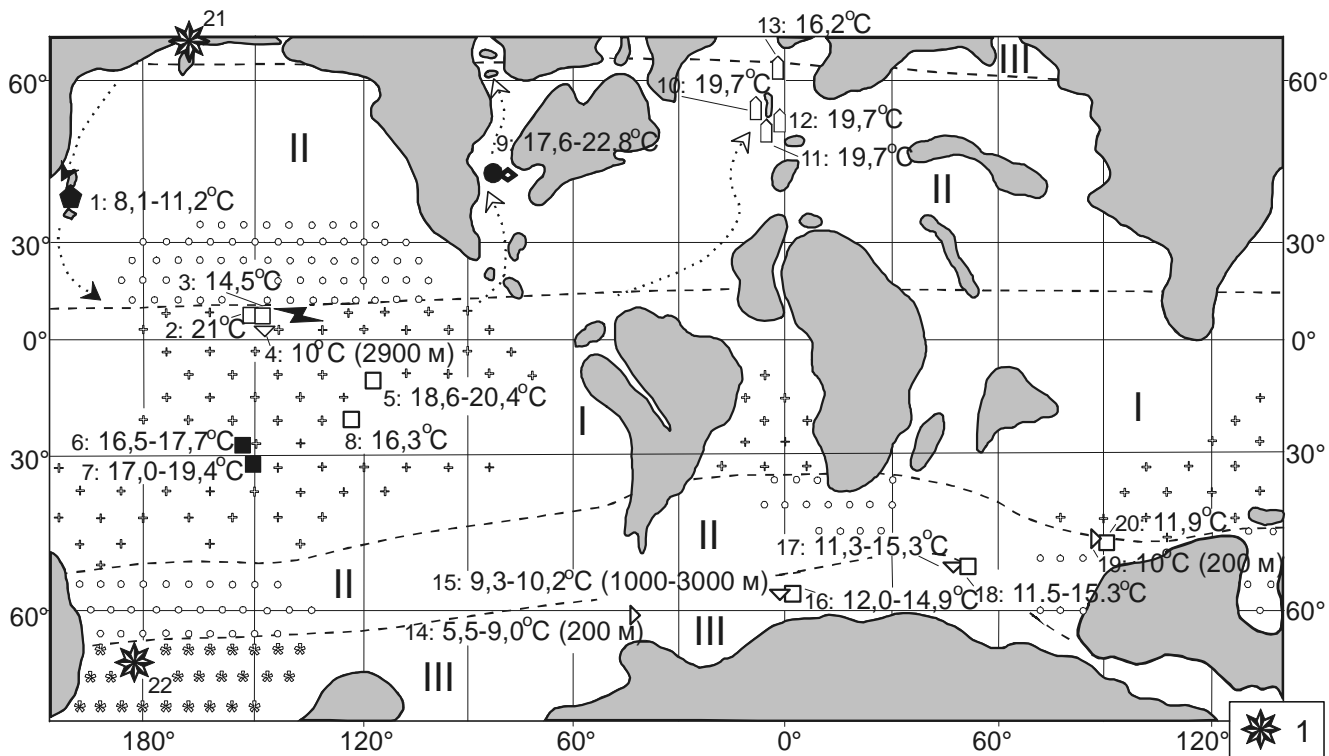 21
13: 16,2°C
60°
III
60°
10: 19,7°C
12: 19,7°C
II
9: 17,6-22,8°C
11: 19,7°C
II
1: 8,1-11,2°C
30°
30°
3: 14,5°C
2: 21°C
0°
0°
4: 10°C (2900 м)
5: 18,6-20,4°C
I
I
8: 16,3°C
6: 16,5-17,7°C
30°
30°
7: 17,0-19,4°C
20: 11,9°C
II
17: 11,3-15,3°C
19: 10°C (200 м)
II
15: 9,3-10,2°C (1000-3000 м)
16: 12,0-14,9°C
18: 11.5-15.3°C
60°
60°
14: 5,5-9,0°C (200 м)
III
22
III
180°
120°
60°
0°
60°
120°
1